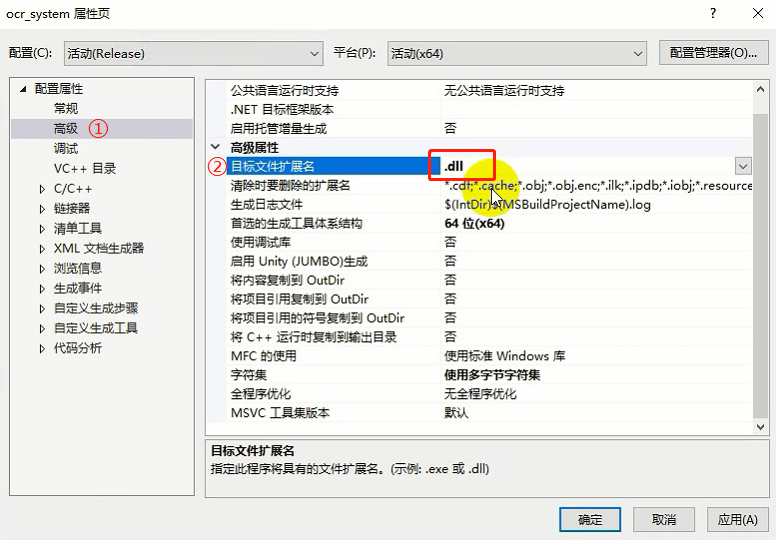 ocr_system 属性页
配置(C): 活动(Release) 平台(P): 活动(x64) 配置管理器(O)...
配置属性
常规
高级 ①
调试
VC++ 目录
C/C++
链接器
清单工具
XML 文档生成器
浏览信息
生成事件
自定义生成步骤
自定义生成工具
代码分析
公共语言运行时支持 无公共语言运行时支持
.NET 目标框架版本
启用托管增量生成 否
高级属性
② 目标文件扩展名 .dll
清除时要删除的扩展名 *.cdf;*.cache;*.obj;*.obj.enc;*.ilk;*.ipdb;*.iobj;*.resource
生成日志文件 $(IntDir)$(MSBuildProjectName).log
首选的生成工具体系结构 64 位(x64)
使用调试库 否
启用 Unity (JUMBO)生成 否
将内容复制到 OutDir 否
将项目引用复制到 OutDir 否
将项目引用的符号复制到 OutDir 否
将 C++ 运行时复制到输出目录 否
MFC 的使用 使用标准 Windows 库
字符集 使用多字节字符集
全程序优化 无全程序优化
MSVC 工具集版本 默认
目标文件扩展名
指定此程序将具有的文件扩展名。(示例: .exe 或 .dll)
确定 取消 应用(A)